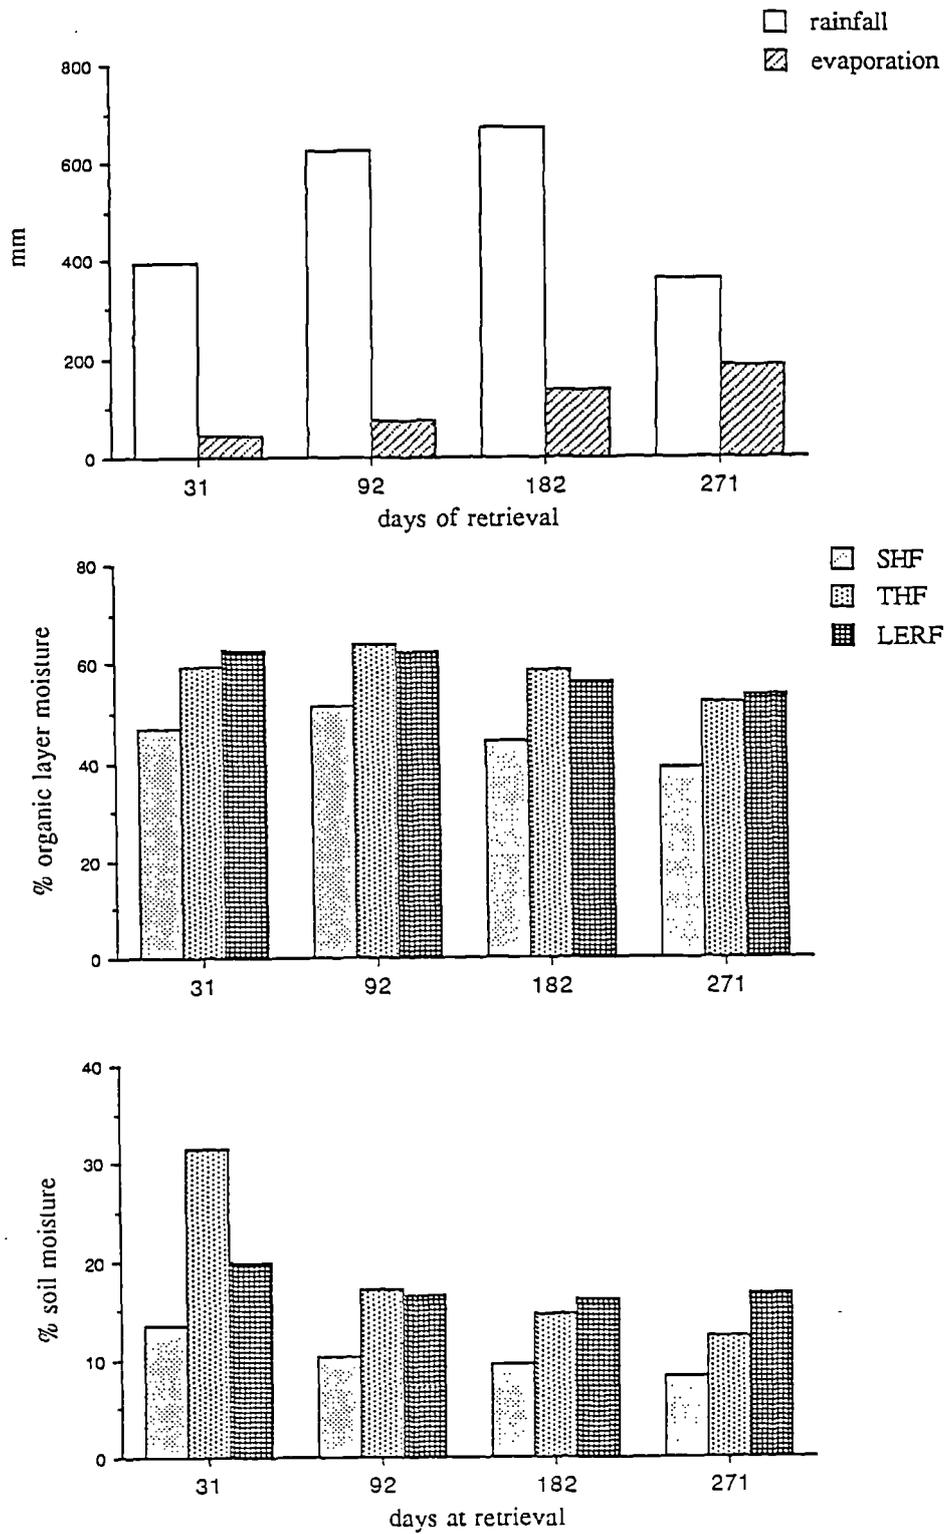 rainfall
evaporation
mm
800
600
400
200
0
31 92 182 271
days of retrieval
SHF
THF
LERF
% organic layer moisture
80
60
40
20
0
31 92 182 271
% soil moisture
40
30
20
10
0
31 92 182 271
days at retrieval